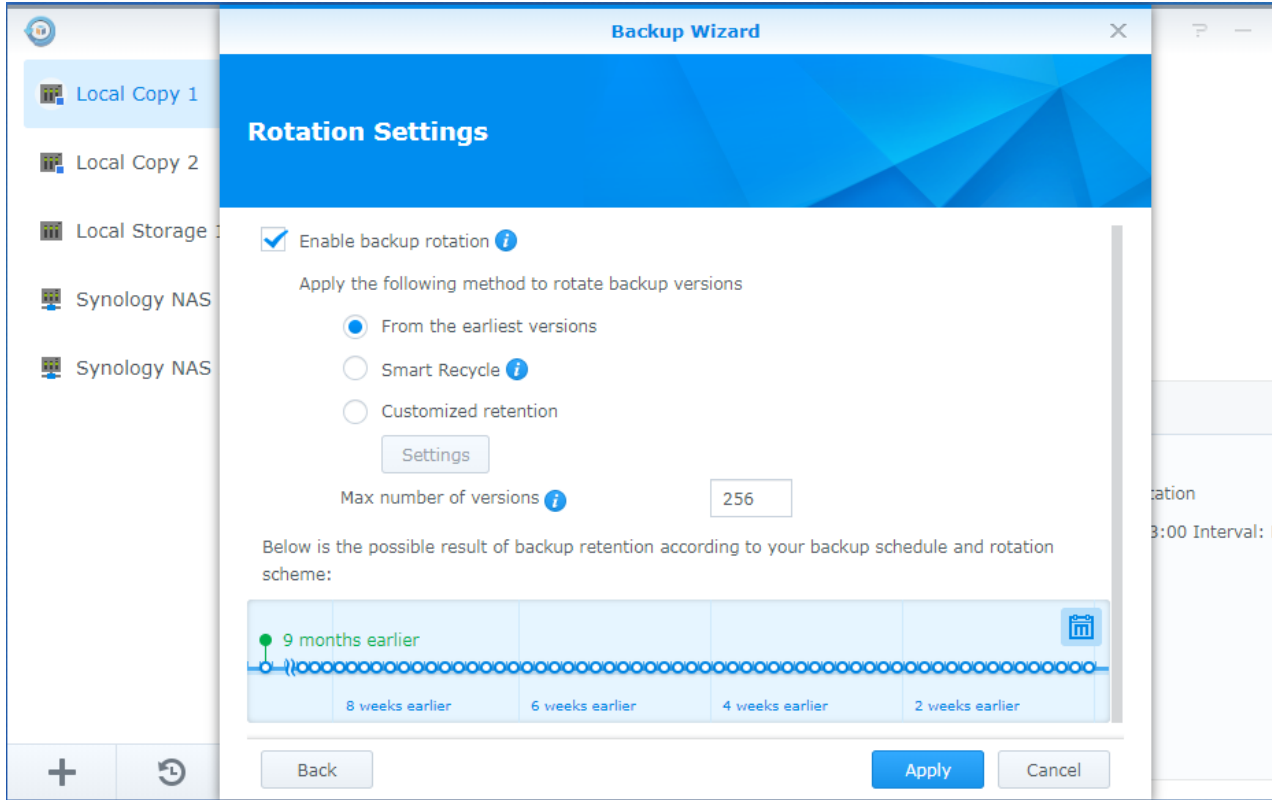 Backup Wizard
Local Copy 1
Local Copy 2
Local Storage 1
Synology NAS
Synology NAS
Rotation Settings
Enable backup rotation
Apply the following method to rotate backup versions
From the earliest versions
Smart Recycle
Customized retention
Settings
Max number of versions
256
Below is the possible result of backup retention according to your backup schedule and rotation
scheme:
9 months earlier
8 weeks earlier
6 weeks earlier
4 weeks earlier
2 weeks earlier
Back
Apply
Cancel
3:00 Interval: